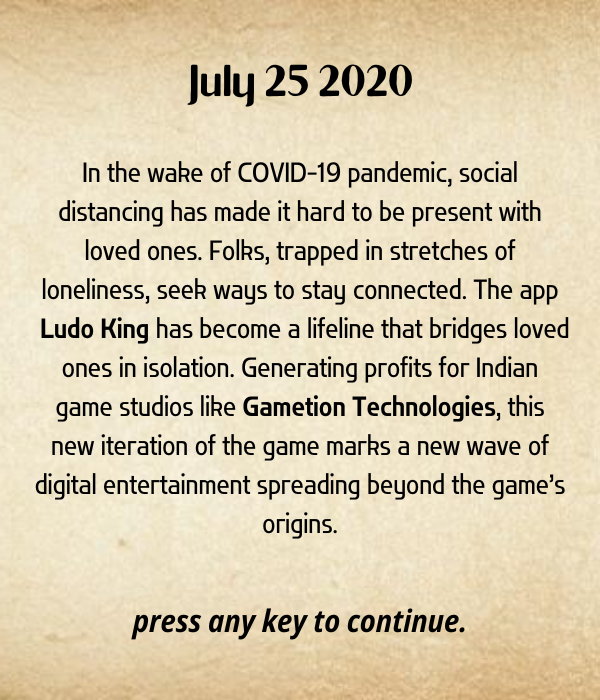 July 25 2020
In the wake of COVID-19 pandemic, social
distancing has made it hard to be present with
loved ones. Folks, trapped in stretches of
loneliness, seek ways to stay connected. The app
Ludo King has become a lifeline that bridges loved
ones in isolation. Generating profits for Indian
game studios like Gametion Technologies, this
new iteration of the game marks a new wave of
digital entertainment spreading beyond the game’s
origins.
press any key to continue.